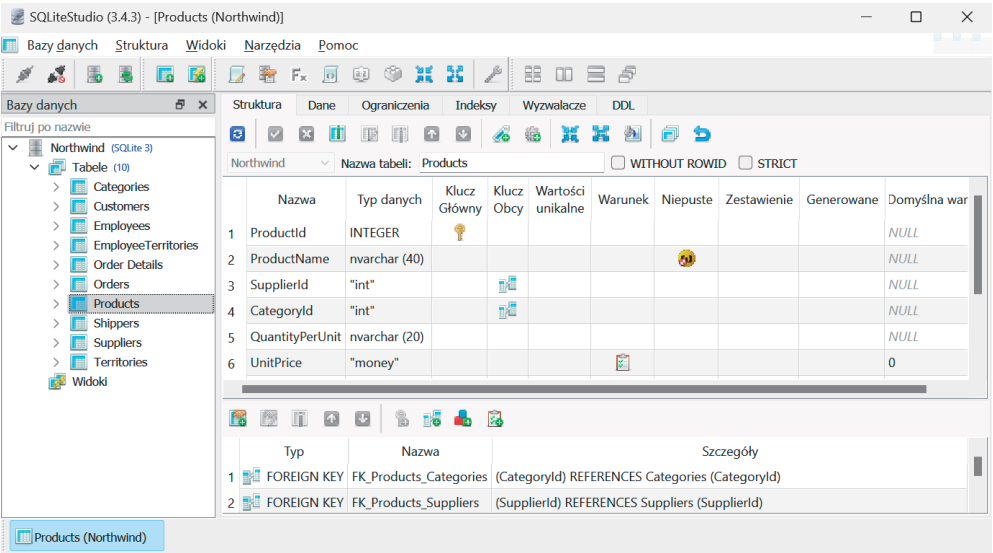 SQLiteStudio (3.4.3) - [Products (Northwind)]
Bazy danych Struktura Widoki Narzędzia Pomoc
Bazy danych
Filtruj po nazwie
Northwind (SQLite 3)
Tabele (10)
Categories
Customers
Employees
EmployeeTerritories
Order Details
Orders
Products
Shippers
Suppliers
Territories
Widoki
Struktura Dane Ograniczenia Indeksy Wyzwalacze DDL
Northwind Nazwa tabeli: Products WITHOUT ROWID STRICT
Nazwa Typ danych Klucz Główny Klucz Obcy Wartości unikalne Warunek Niepuste Zestawienie Generowane Domyślna war
1 ProductId INTEGER NULL
2 ProductName nvarchar (40) NULL
3 SupplierId "int" NULL
4 CategoryId "int" NULL
5 QuantityPerUnit nvarchar (20) NULL
6 UnitPrice "money" 0
Typ Nazwa Szczegóły
1 FOREIGN KEY FK_Products_Categories (CategoryId) REFERENCES Categories (CategoryId)
2 FOREIGN KEY FK_Products_Suppliers (SupplierId) REFERENCES Suppliers (SupplierId)
Products (Northwind)